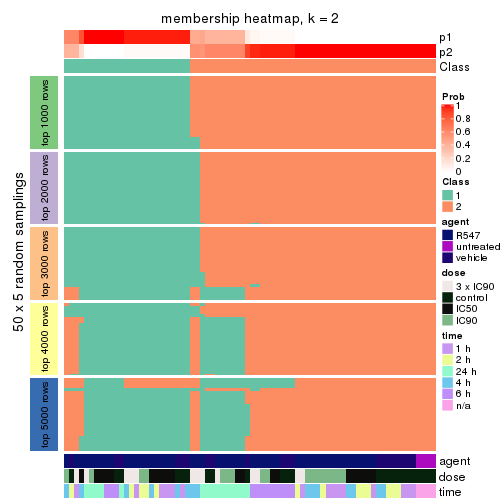 membership heatmap, k = 2
p1
p2
Class
50 x 5 random samplings
top 1000 rows
top 2000 rows
top 3000 rows
top 4000 rows
top 5000 rows
Prob
1
0.8
0.6
0.4
0.2
0
Class
1
2
agent
R547
untreated
vehicle
dose
3 x IC90
control
IC50
IC90
time
1 h
2 h
24 h
4 h
6 h
n/a
agent
dose
time